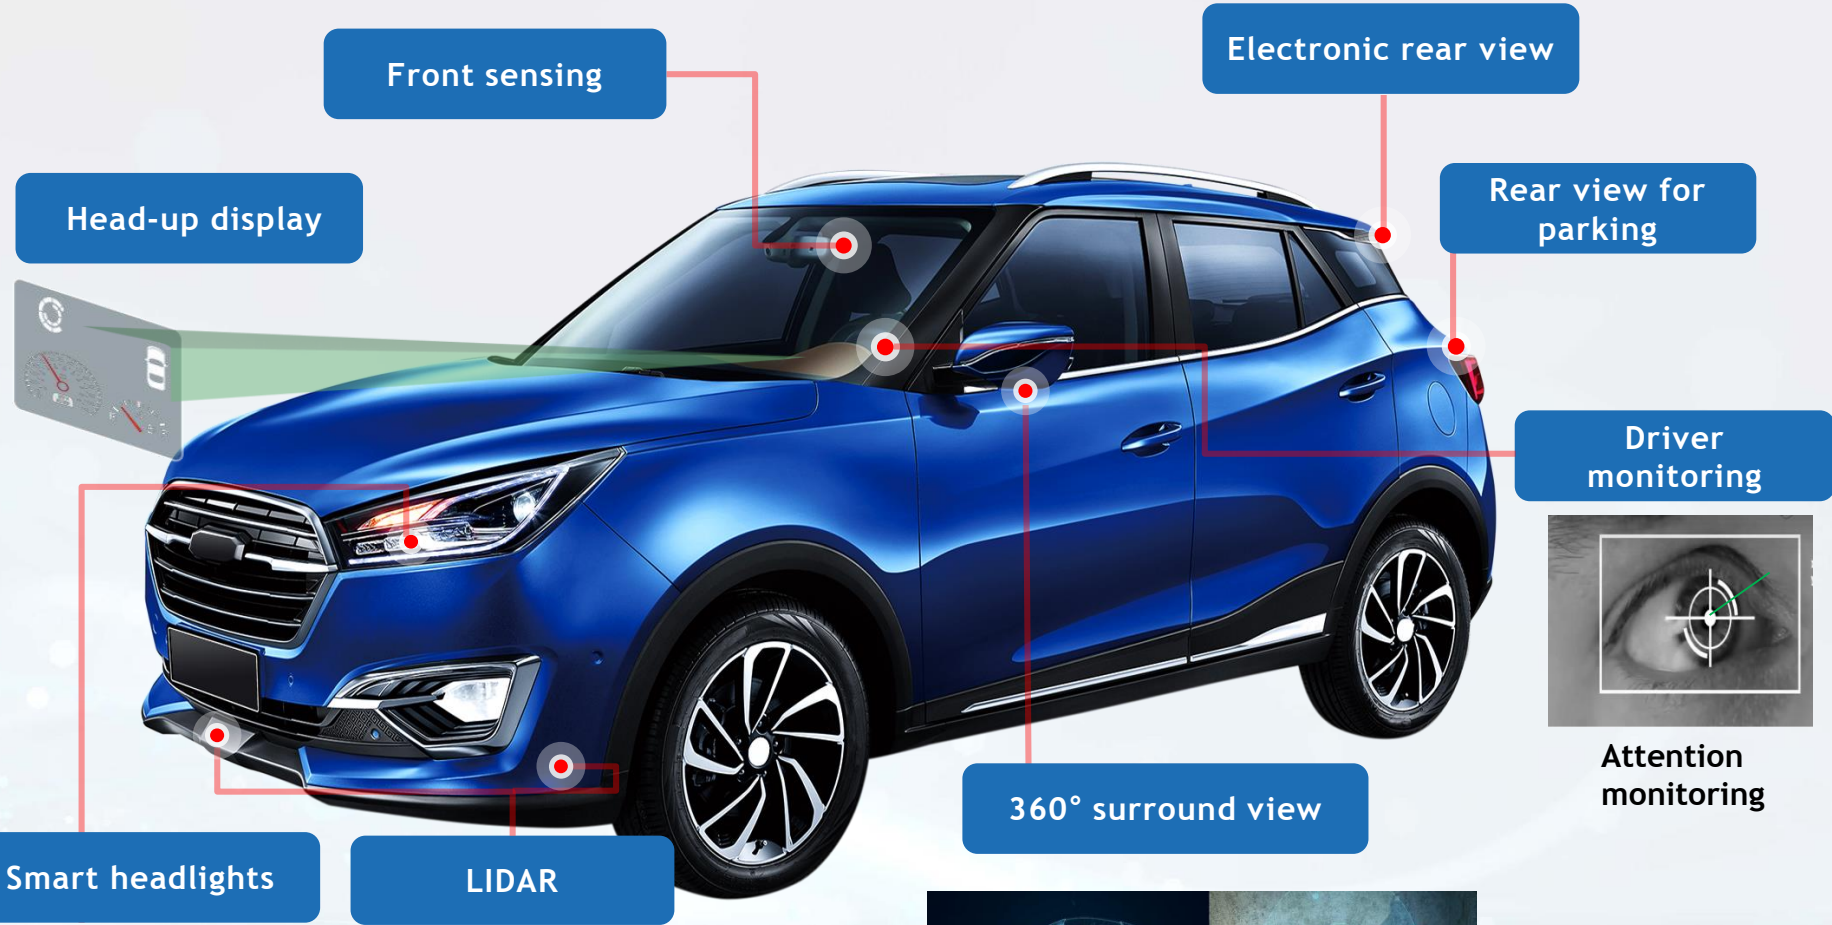 Front sensing
Electronic rear view
Head-up display
Rear view for
parking
Driver
monitoring
Attention
monitoring
360° surround view
Smart headlights
LIDAR